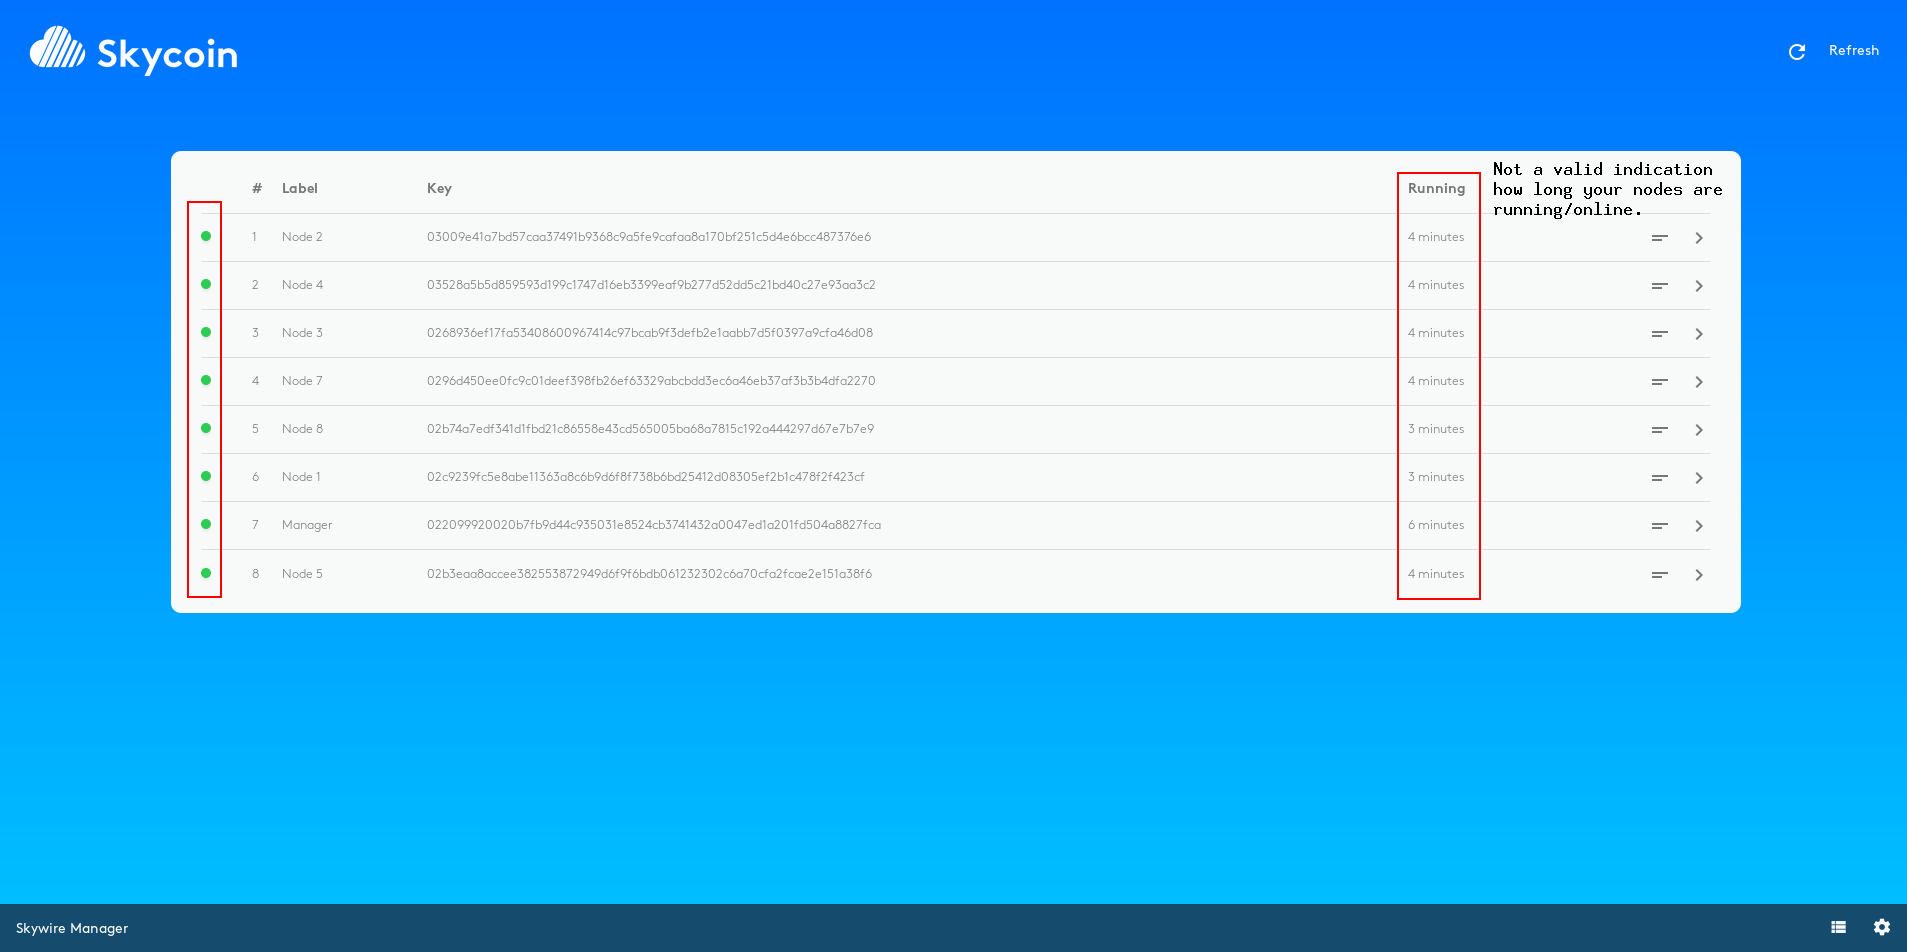 Skycoin
Refresh
# Label Key Running
Not a valid indication
how long your nodes are
running/online.
1 Node 2 03009e41a7bd57caa37491b9368c9a5fe9cafaa8a170bf251c5d4e6bcc487376e6 4 minutes
2 Node 4 03528a5b5d859593d199c1747d16eb3399eaf9b277d52dd5c21bd40c27e93aa3c2 4 minutes
3 Node 3 0268936ef17fa53408600967414c97bcab9f3defb2e1aabb7d5f0397a9cfa46d08 4 minutes
4 Node 7 0296d450ee0fc9c01deef398fb26ef63329abcbdd3ec6a46eb37af3b3b4dfa2270 4 minutes
5 Node 8 02b74a7edf341d1fbd21c86558e43cd565005ba68a7815c192a444297d67e7b7e9 3 minutes
6 Node 1 02c9239fc5e8abe11363a8c6b9d6f8f738b6bd25412d08305ef2b1c478f2f423cf 3 minutes
7 Manager 022099920020b7fb9d44c935031e8524cb3741432a0047ed1a201fd504a8827fca 6 minutes
8 Node 5 02b3eaa8accee382553872949d6f9f6bdb061232302c6a70cfa2fcae2e151a38f6 4 minutes
Skywire Manager